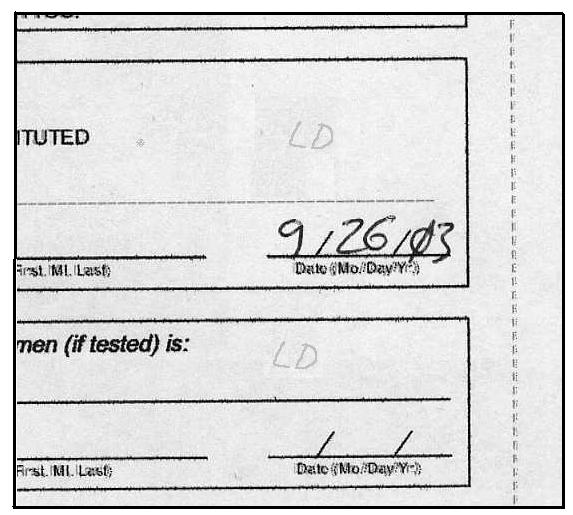 ITUTED
LD
9/26/03
First, MI, Last)
Date (Mo./Day/Yr.)
men (if tested) is:
LD
/ /
First, MI, Last)
Date (Mo./Day/Yr.)